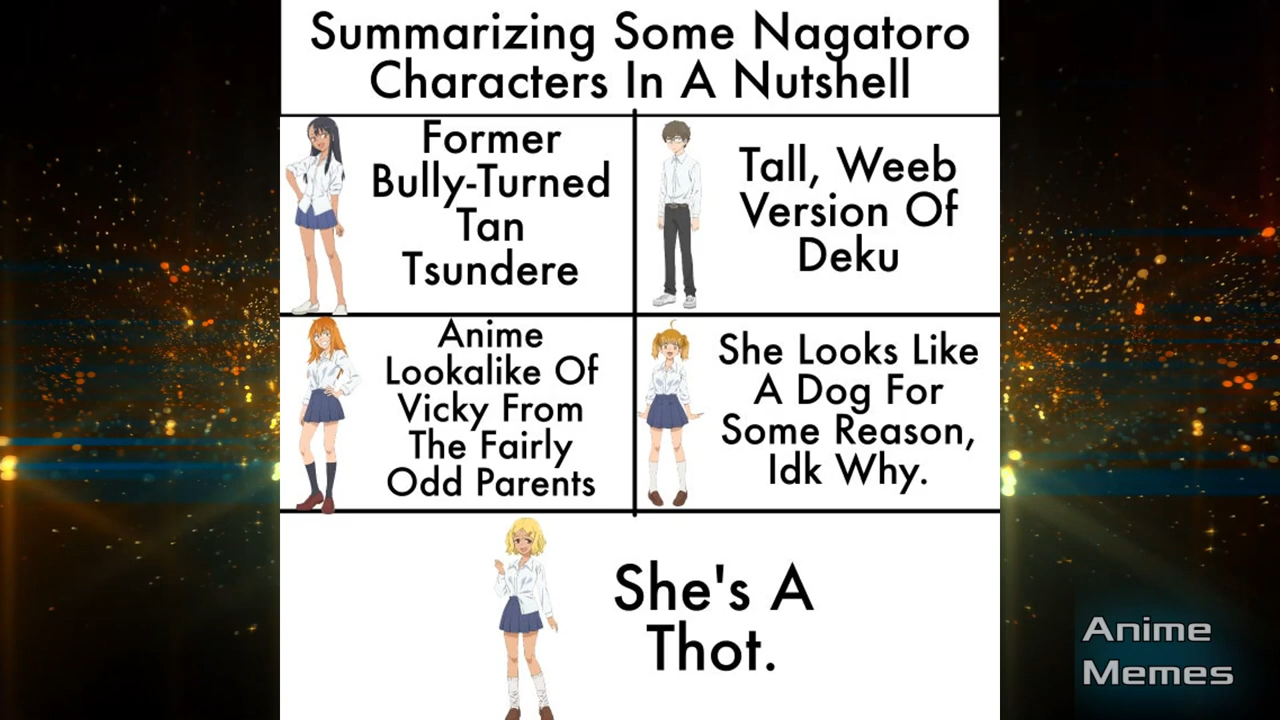 Summarizing Some Nagatoro
Characters In A Nutshell
Former
Bully-Turned
Tan
Tsundere
Tall, Weeb
Version Of
Deku
Anime
Lookalike Of
Vicky From
The Fairly
Odd Parents
She Looks Like
A Dog For
Some Reason,
Idk Why.
She's A
Thot.
Anime
Memes